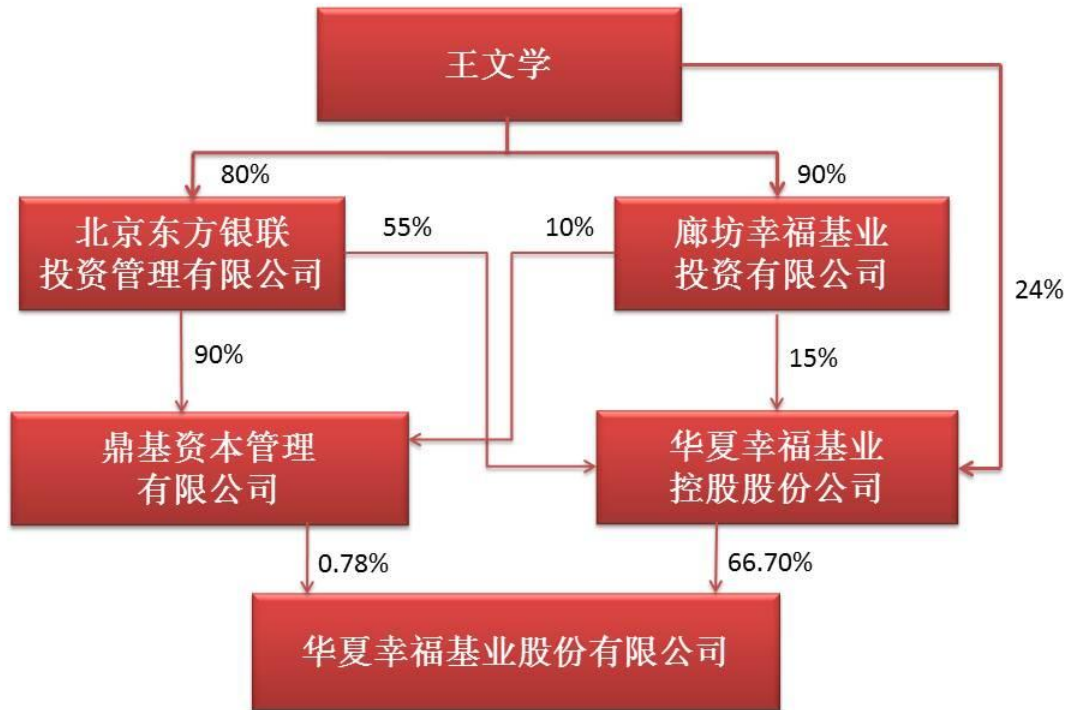 王文学
80%
90%
北京东方银联
投资管理有限公司
55%
10%
廊坊幸福基业
投资有限公司
24%
90%
15%
鼎基资本管理
有限公司
华夏幸福基业
控股股份公司
0.78%
66.70%
华夏幸福基业股份有限公司